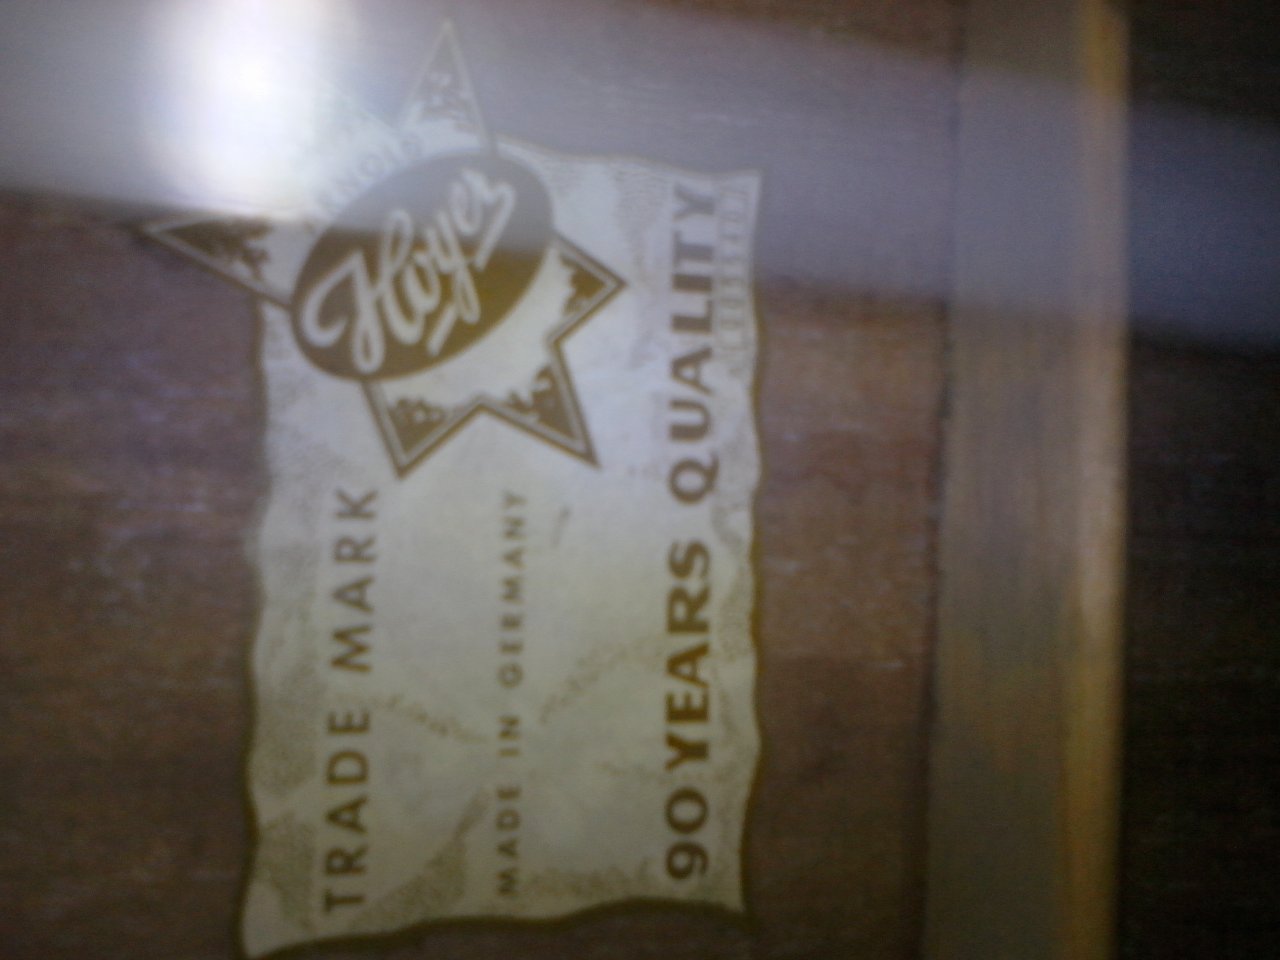 Hoyer
TRADE MARK
MADE IN GERMANY
90 YEARS QUALITY